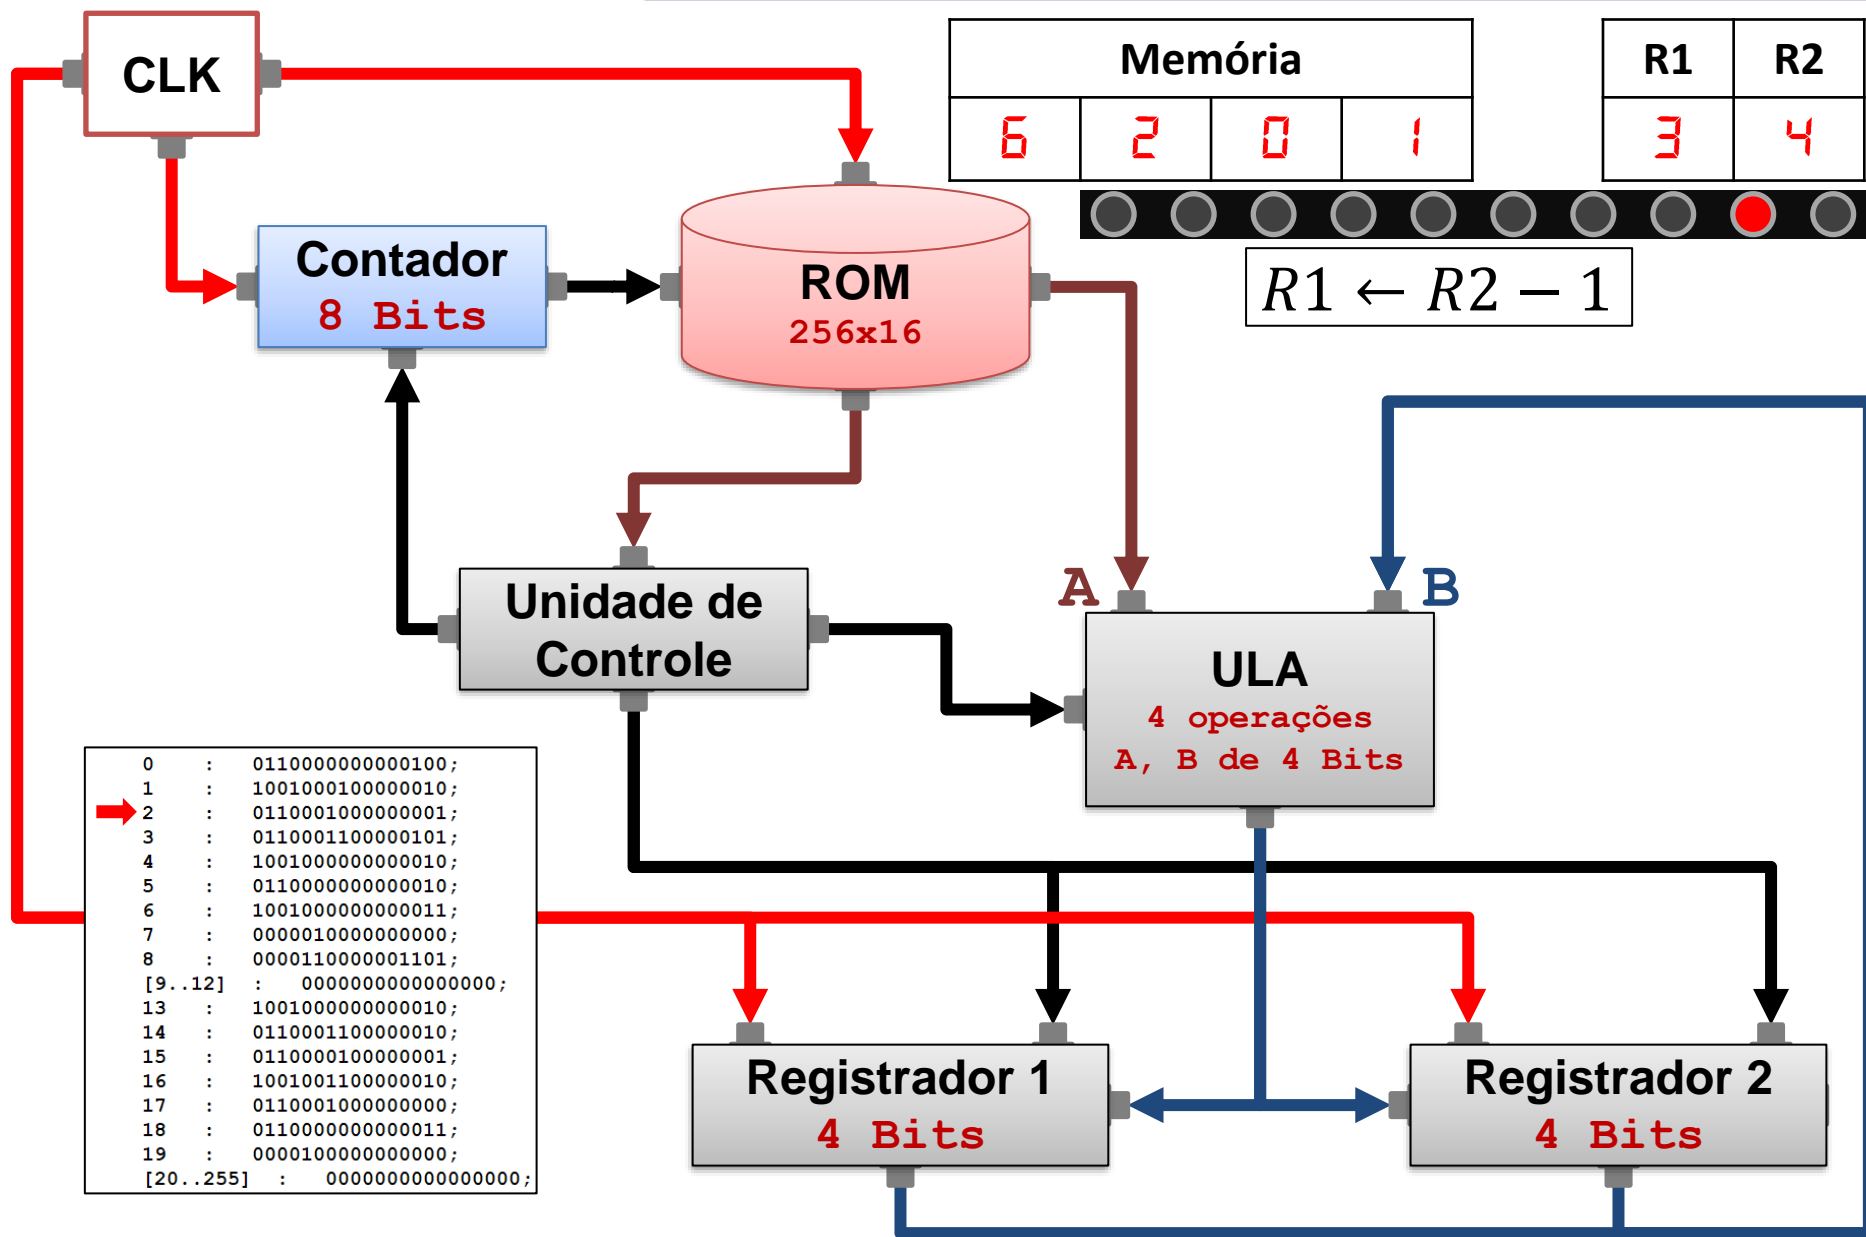 CLK
Memória
6 2 0 1
R1 R2
3 4
R1 ← R2 − 1
Contador
8 Bits
ROM
256x16
A
B
Unidade de
Controle
ULA
4 operações
A, B de 4 Bits
0 : 0110000000000100;
1 : 1001000100000010;
2 : 0110001000000001;
3 : 0110001100000101;
4 : 1001000000000010;
5 : 0110000000000010;
6 : 1001000000000011;
7 : 0000010000000000;
8 : 0000110000001101;
[9..12] : 0000000000000000;
13 : 1001000000000010;
14 : 0110001100000010;
15 : 0110000100000001;
16 : 1001001100000010;
17 : 0110001000000000;
18 : 0110000000000011;
19 : 0000100000000000;
[20..255] : 0000000000000000;
Registrador 1
4 Bits
Registrador 2
4 Bits